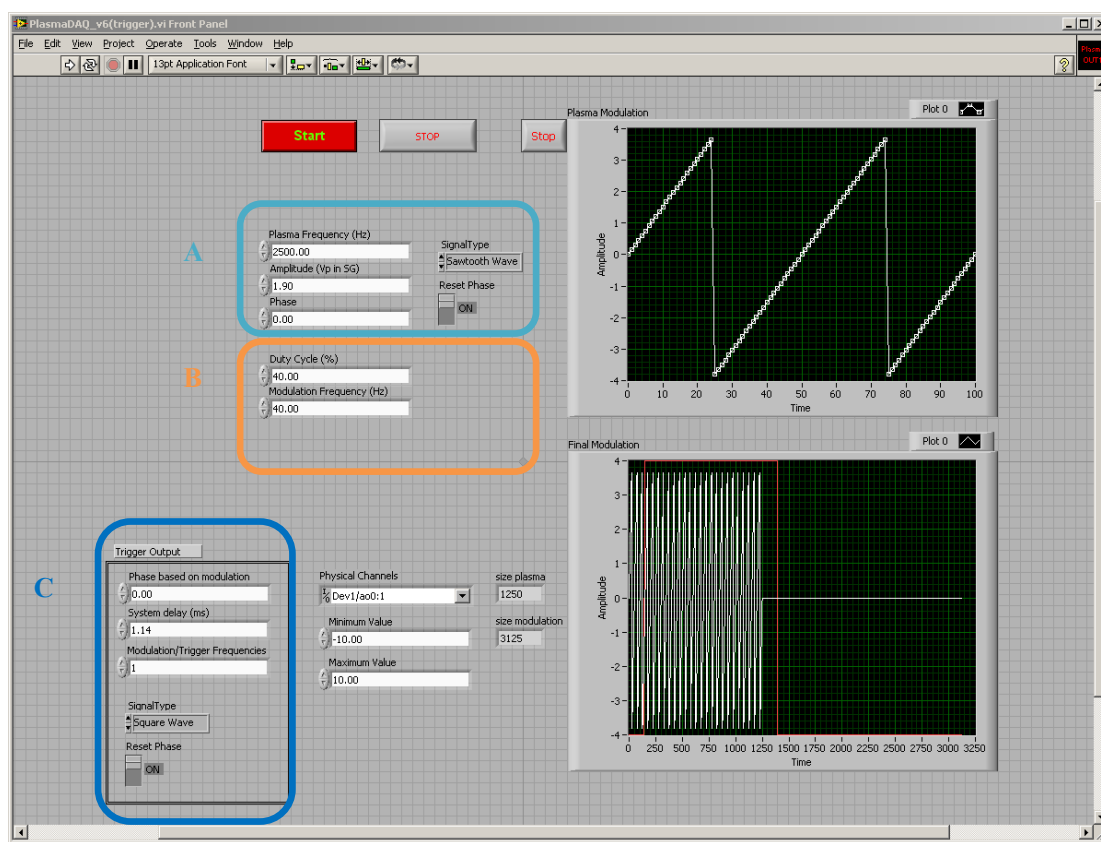 PlasmaDAQ_v6(trigger).vi Front Panel
File Edit View Project Operate Tools Window Help
13pt Application Font
?
Start
STOP
Stop
A
Plasma Frequency (Hz)
2500.00
Amplitude (Vp in SG)
1.90
Phase
0.00
SignalType
Sawtooth Wave
Reset Phase
ON
B
Duty Cycle (%)
40.00
Modulation Frequency (Hz)
40.00
C
Trigger Output
Phase based on modulation
0.00
System delay (ms)
1.14
Modulation/Trigger Frequencies
1
SignalType
Square Wave
Reset Phase
ON
Physical Channels
Dev1/ao0:1
Minimum Value
-10.00
Maximum Value
10.00
size plasma
1250
size modulation
3125
Plasma Modulation
Plot 0
Amplitude
4
3
2
1
0
-1
-2
-3
-4
0 10 20 30 40 50 60 70 80 90 100
Time
Final Modulation
Plot 0
Amplitude
4
3
2
1
0
-1
-2
-3
-4
0 250 500 750 1000 1250 1500 1750 2000 2250 2500 2750 3000 3250
Time